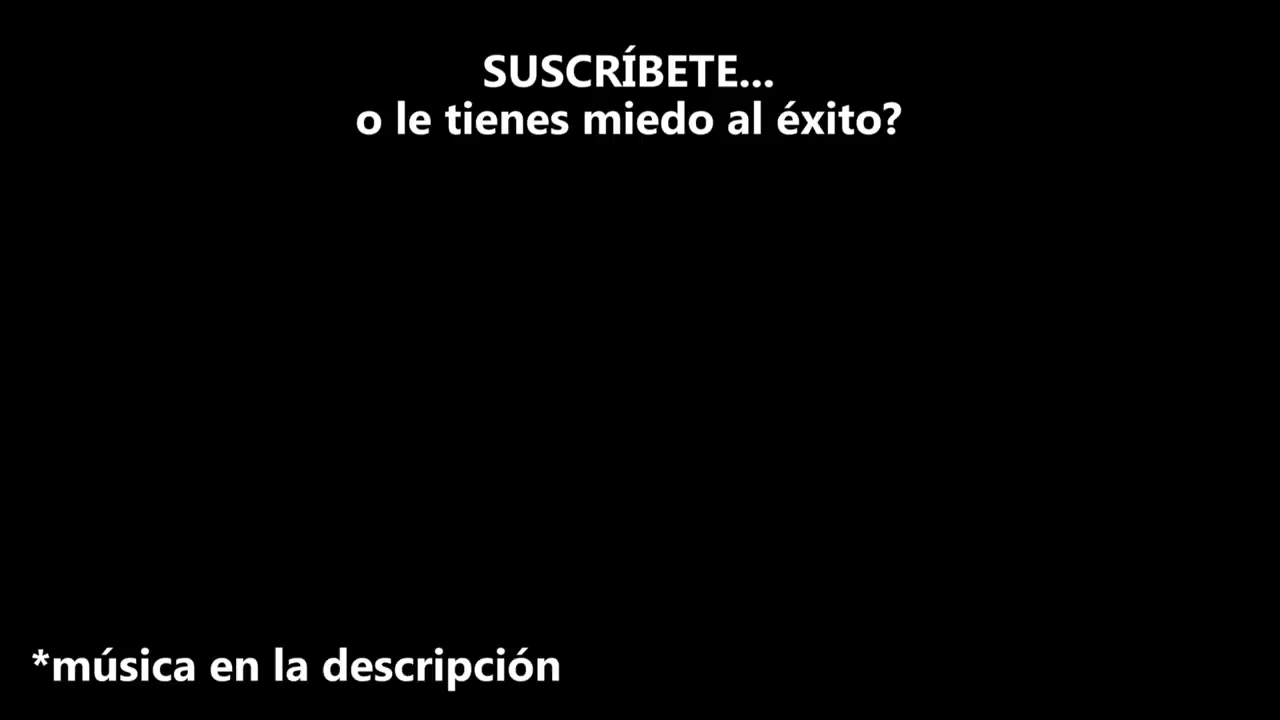 SUSCRÍBETE...
o le tienes miedo al éxito?
*música en la descripción